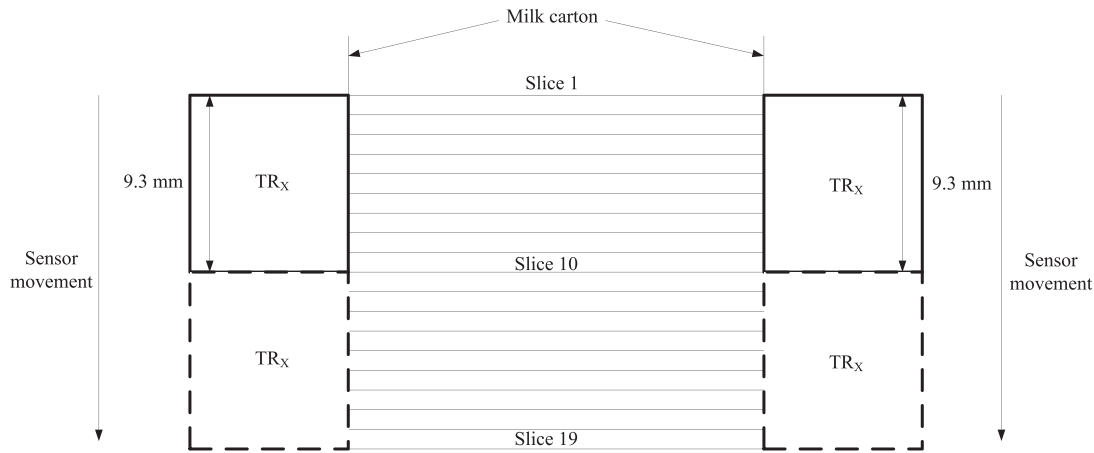 Milk carton
Slice 1
9.3 mm
TRX
TRX
9.3 mm
Sensor
movement
Slice 10
Sensor
movement
TRX
TRX
Slice 19